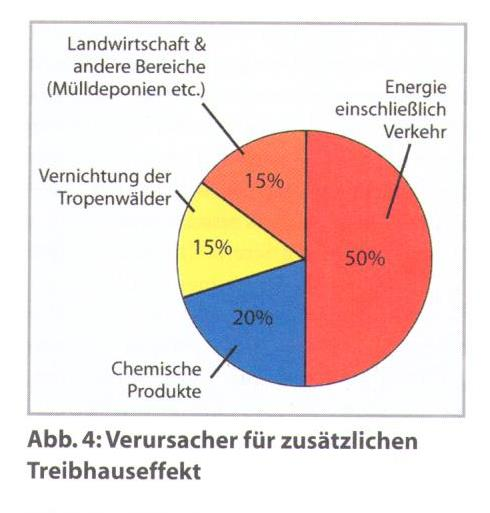 Landwirtschaft &
andere Bereiche
(Mülldeponien etc.)
Energie
einschließlich
Verkehr
15%
Vernichtung der
Tropenwälder
15%
50%
20%
Chemische
Produkte
Abb. 4: Verursacher für zusätzlichen
Treibhauseffekt